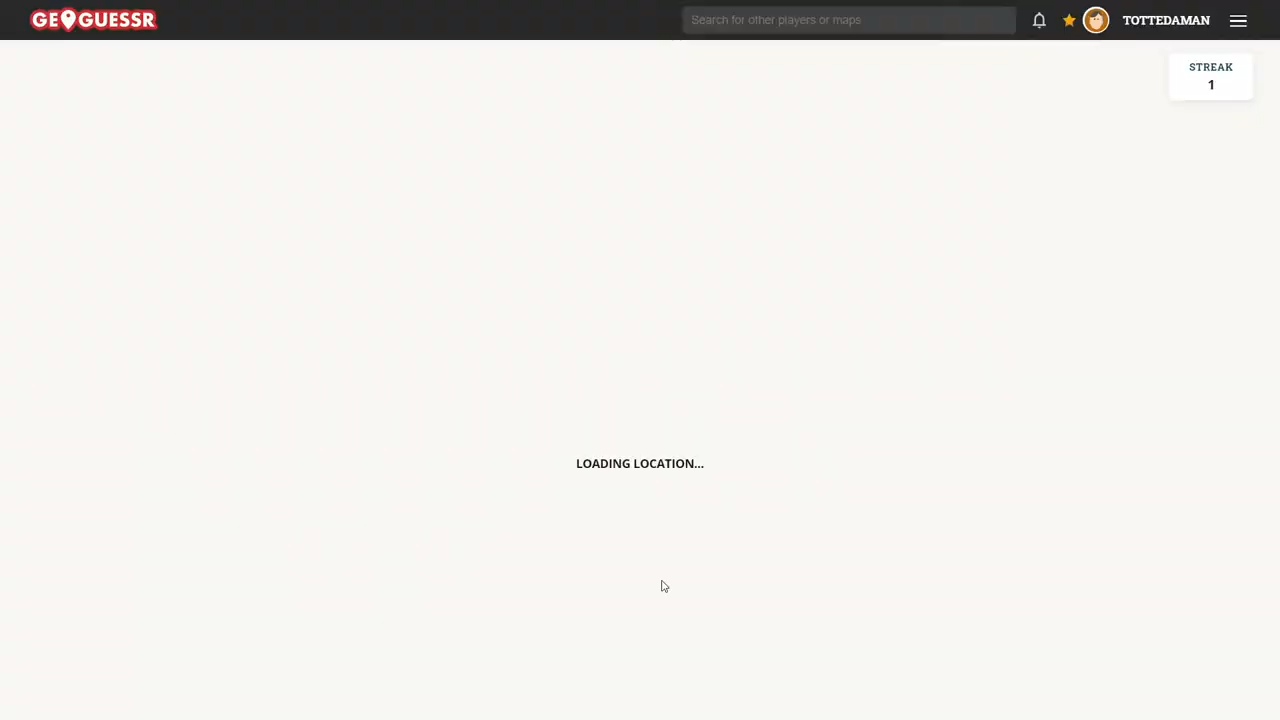 GEOGUESSR
Search for other players or maps
TOTTEDAMAN
STREAK
1
LOADING LOCATION...